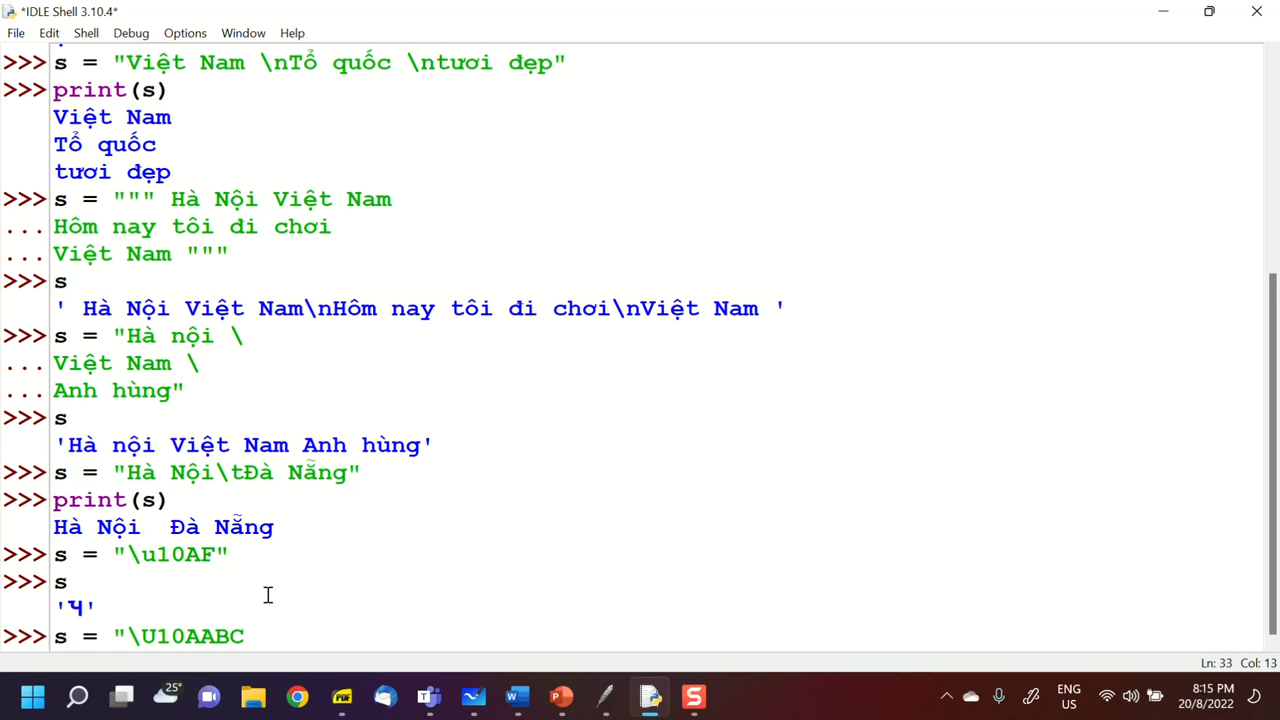 *IDLE Shell 3.10.4*
File Edit Shell Debug Options Window Help
>>> s = "Việt Nam \nTổ quốc \ntươi đẹp"
>>> print(s)
Việt Nam
Tổ quốc
tươi đẹp
>>> s = """ Hà Nội Việt Nam
... Hôm nay tôi đi chơi
... Việt Nam """
>>> s
' Hà Nội Việt Nam\nHôm nay tôi đi chơi\nViệt Nam '
>>> s = "Hà nội \
... Việt Nam \
... Anh hùng"
>>> s
'Hà nội Việt Nam Anh hùng'
>>> s = "Hà Nội\tĐà Nẵng"
>>> print(s)
Hà Nội	Đà Nẵng
>>> s = "\u10AF"
>>> s
'Ⴏ'
>>> s = "\U10AABC
Ln: 33 Col: 13
25°
PDF
W
P
S
ENG
US
8:15 PM
20/8/2022